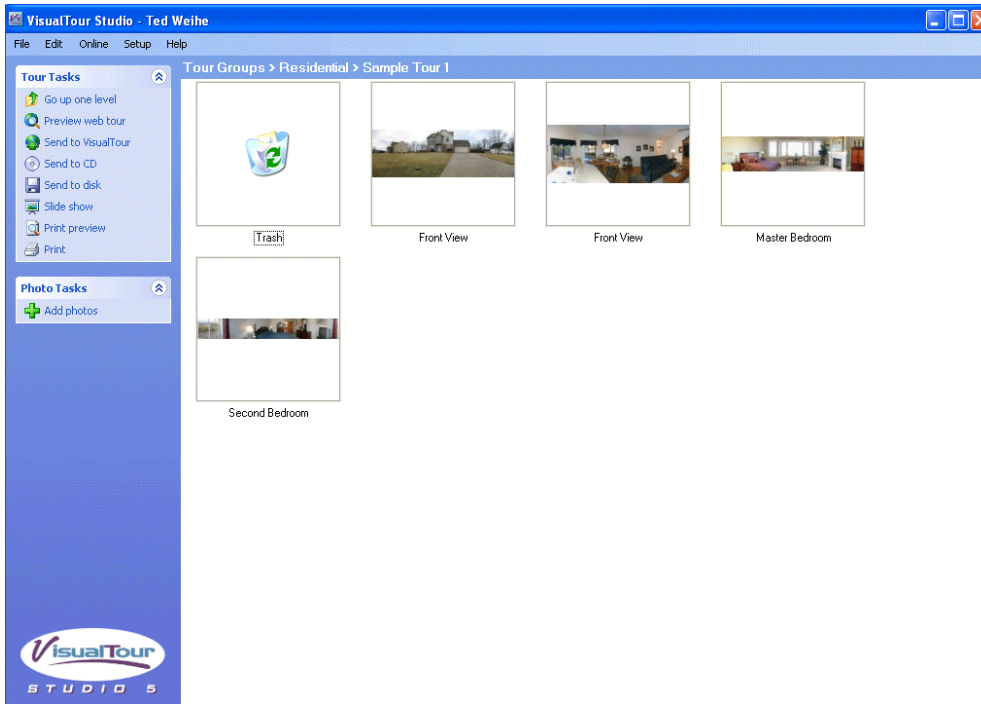 VisualTour Studio - Ted Weihe
File Edit Online Setup Help
Tour Groups > Residential > Sample Tour 1
Tour Tasks
Go up one level
Preview web tour
Send to VisualTour
Send to CD
Send to disk
Slide show
Print preview
Print
Photo Tasks
Add photos
Trash
Front View
Front View
Master Bedroom
Second Bedroom
VisualTour
STUDIO 5